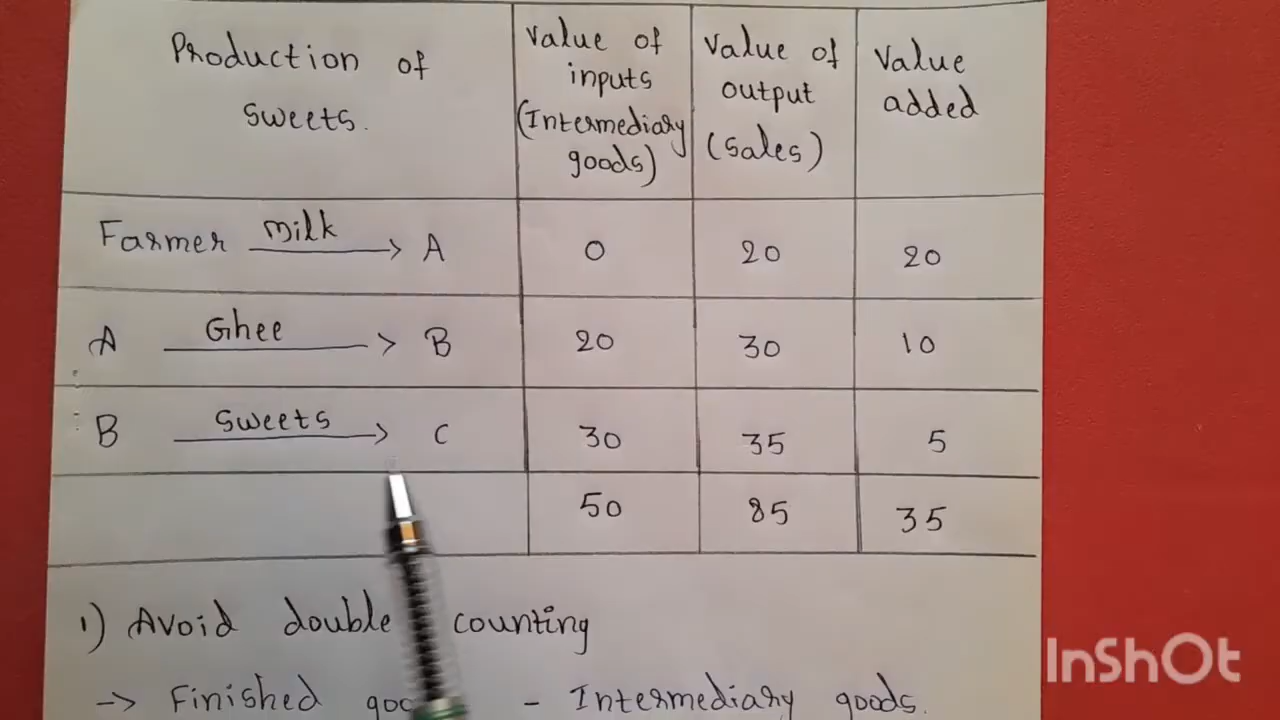 Production of
sweets.
Value of
inputs
(Intermediary
goods)
Value of
output
(sales)
Value
added
Farmer milk → A
0
20
20
A Ghee → B
20
30
10
B sweets → C
30
35
5
50
85
35
1) Avoid double counting
-> Finished - Intermediary goods.
InShOt